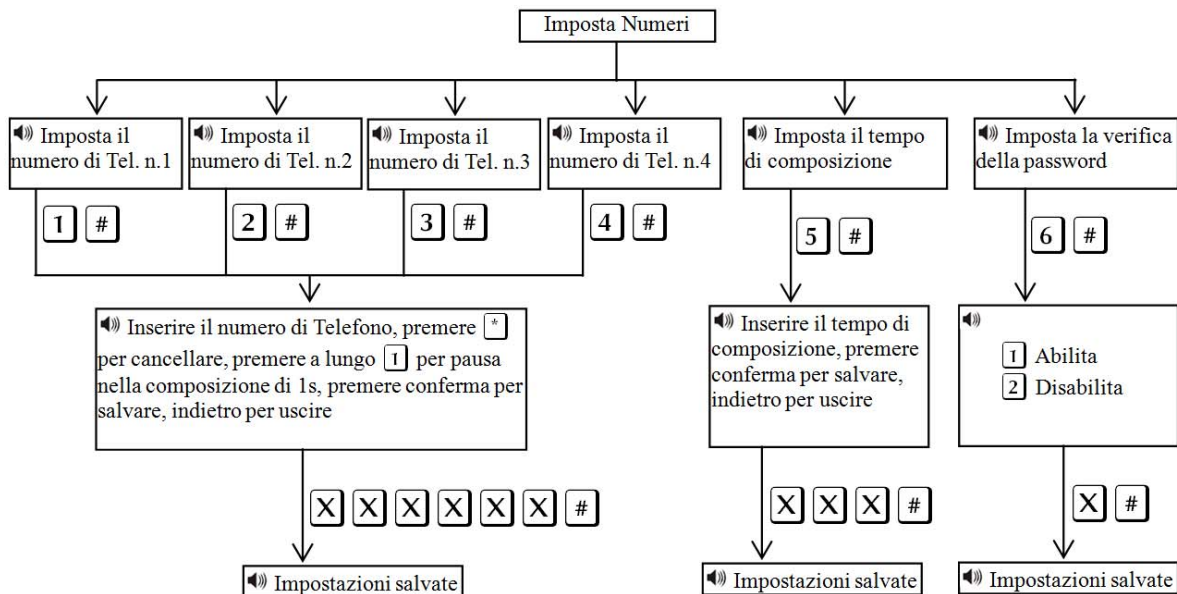 Imposta Numeri
Imposta il
numero di Tel. n.1
Imposta il
numero di Tel. n.2
Imposta il
numero di Tel. n.3
Imposta il
numero di Tel. n.4
Imposta il tempo
di composizione
Imposta la verifica
della password
1 #
2 #
3 #
4 #
5 #
6 #
Inserire il numero di Telefono, premere *
per cancellare, premere a lungo 1 per pausa
nella composizione di 1s, premere conferma per
salvare, indietro per uscire
Inserire il tempo di
composizione, premere
conferma per salvare,
indietro per uscire
1 Abilita
2 Disabilita
X X X X X X #
X X X #
X #
Impostazioni salvate
Impostazioni salvate
Impostazioni salvate